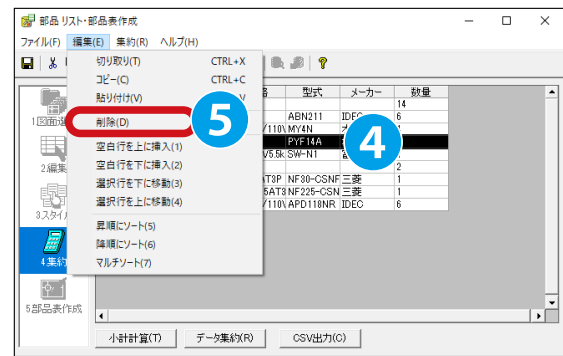 部品 リスト・部品表作成
ファイル(F) 編集(E) 集約(R) ヘルプ(H)
切り取り(T) CTRL+X
コピー(C) CTRL+C
貼り付け(V) V
削除(D)
空白行を上に挿入(1)
空白行を下に挿入(2)
選択行を下に移動(3)
選択行を上に移動(4)
昇順にソート(5)
降順にソート(6)
マルチソート(7)
5
4
2.編集
3.スタイル
4.集約
5部品表作成
型式 メーカー 数量
14
ABN211 IDEC 6
/110\ MY4N
PYF14A
V5.5k SW-N1
2
AT3P NF30-CSNF 三菱 1
5AT3 NF225-CSN 三菱 1
/110\ APD118NR IDEC 6
小計計算(T) データ集約(R) CSV出力(C)